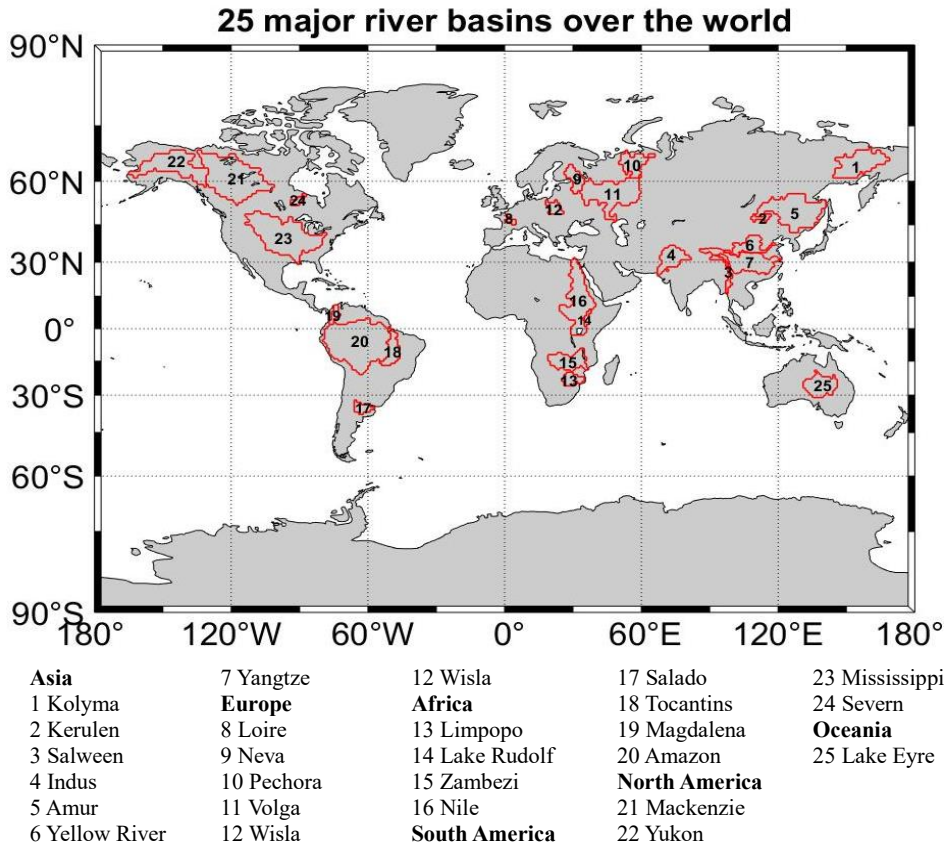 25 major river basins over the world
90°N
60°N
30°N
0°
30°S
60°S
90°S
180°
120°W
60°W
0°
60°E
120°E
180°
22
21
24
23
19
20
18
17
8
12
9
10
11
16
14
15
13
4
3
2
5
6
7
1
25
Asia
1 Kolyma
2 Kerulen
3 Salween
4 Indus
5 Amur
6 Yellow River
7 Yangtze
Europe
8 Loire
9 Neva
10 Pechora
11 Volga
12 Wisla
12 Wisla
Africa
13 Limpopo
14 Lake Rudolf
15 Zambezi
16 Nile
South America
17 Salado
18 Tocantins
19 Magdalena
20 Amazon
North America
21 Mackenzie
22 Yukon
23 Mississippi
24 Severn
Oceania
25 Lake Eyre